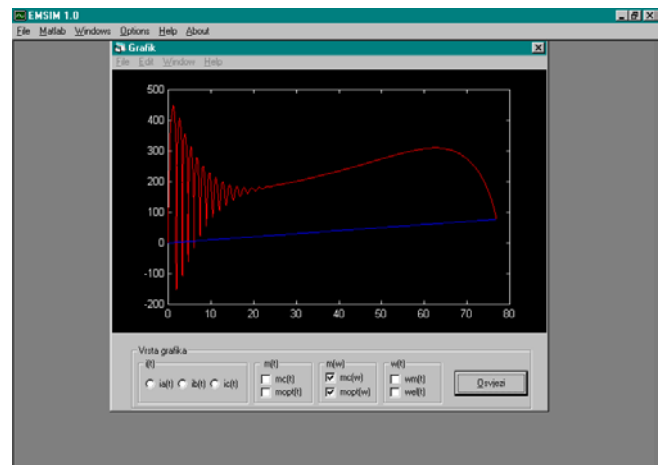 EMSIM 1.0
File Matlab Windows Options Help About
Grafik
File Edit Window Help
500
400
300
200
100
0
-100
-200
0 10 20 30 40 50 60 70 80
Vrsta grafika
i(t) m(t) m(w) w(t)
ia(t) ib(t) ic(t) mc(t) mc(w) wm(t)
mopt(t) mopt(w) wel(t)
Osvjezi